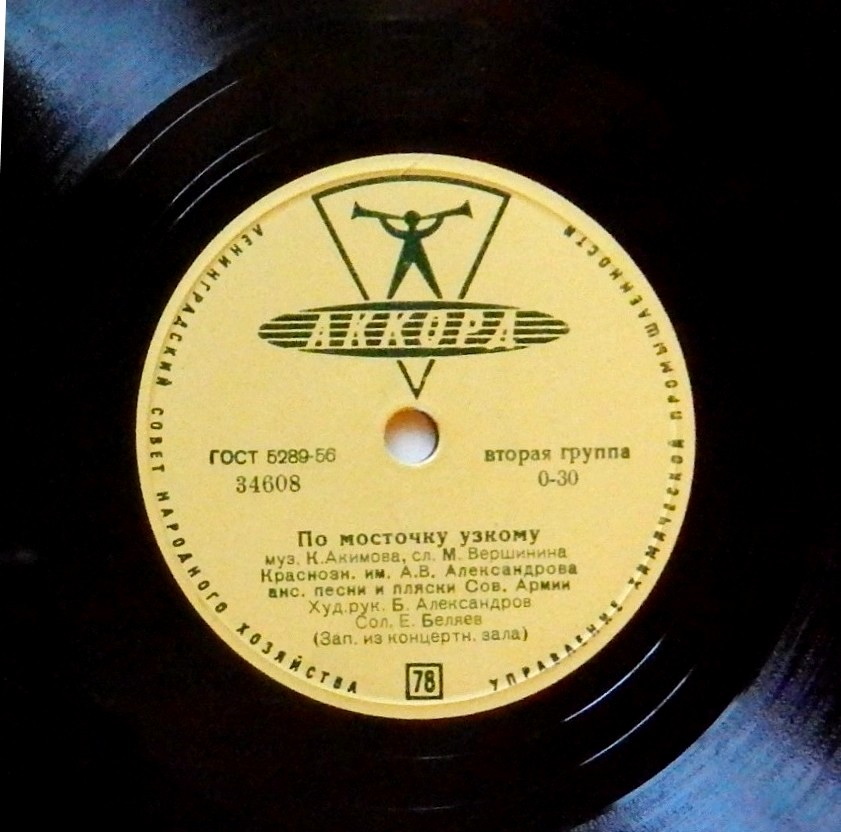 АККОРД
ЛЕНИНГРАДСКИЙ СОВЕТ НАРОДНОГО ХОЗЯЙСТВА
УПРАВЛЕНИЕ ХИМИЧЕСКОЙ ПРОМЫШЛЕННОСТИ
ГОСТ 5289-56
34608
вторая группа
0-30
По мосточку узкому
муз. К.Акимова, сл. М. Вершинина
Краснозн. им. А.В. Александрова
анс. песни и пляски Сов. Армии
Худ.рук. Б. Александров
Сол. Е. Беляев
(Зап. из концертн. зала)
78